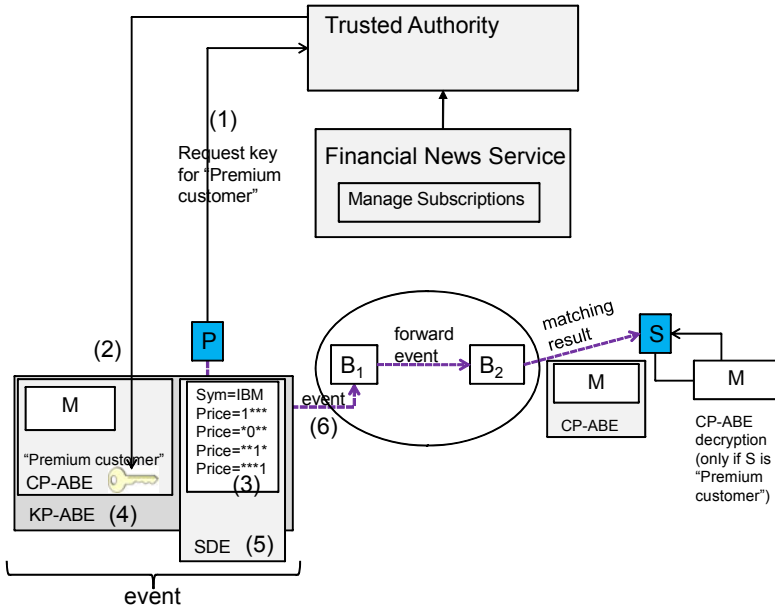 Trusted Authority
(1)
Request key
for "Premium
customer"
Financial News Service
Manage Subscriptions
(2)
P
M
"Premium customer"
CP-ABE
KP-ABE (4)
Sym=IBM
Price=1***
Price=*0**
Price=**1*
Price=***1
(3)
SDE (5)
event
event
(6)
B1
forward
event
B2
matching
result
S
M
CP-ABE
M
CP-ABE
decryption
(only if S is
"Premium
customer")